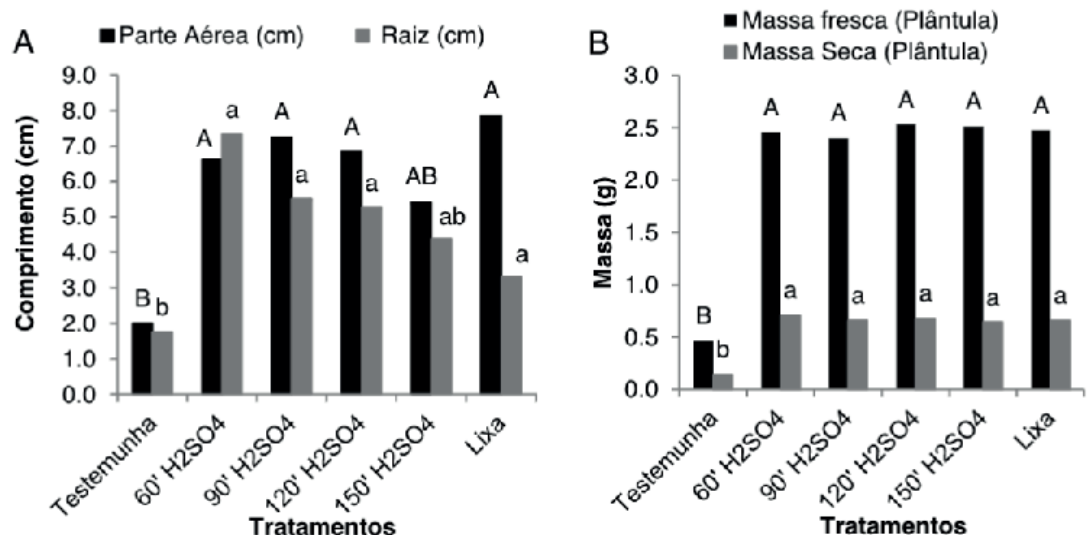 A
Parte Aérea (cm) Raiz (cm)
Comprimento (cm)
9.0
8.0
7.0
6.0
5.0
4.0
3.0
2.0
1.0
0.0
B b
A a
A a
A a
AB ab
A a
Testemunha
60' H2SO4
90' H2SO4
120' H2SO4
150' H2SO4
Lixa
Tratamentos
B
Massa fresca (Plântula)
Massa Seca (Plântula)
Massa (g)
3.0
2.5
2.0
1.5
1.0
0.5
0.0
B b
A a
A a
A a
A a
A a
Testemunha
60' H2SO4
90' H2SO4
120' H2SO4
150' H2SO4
Lixa
Tratamentos